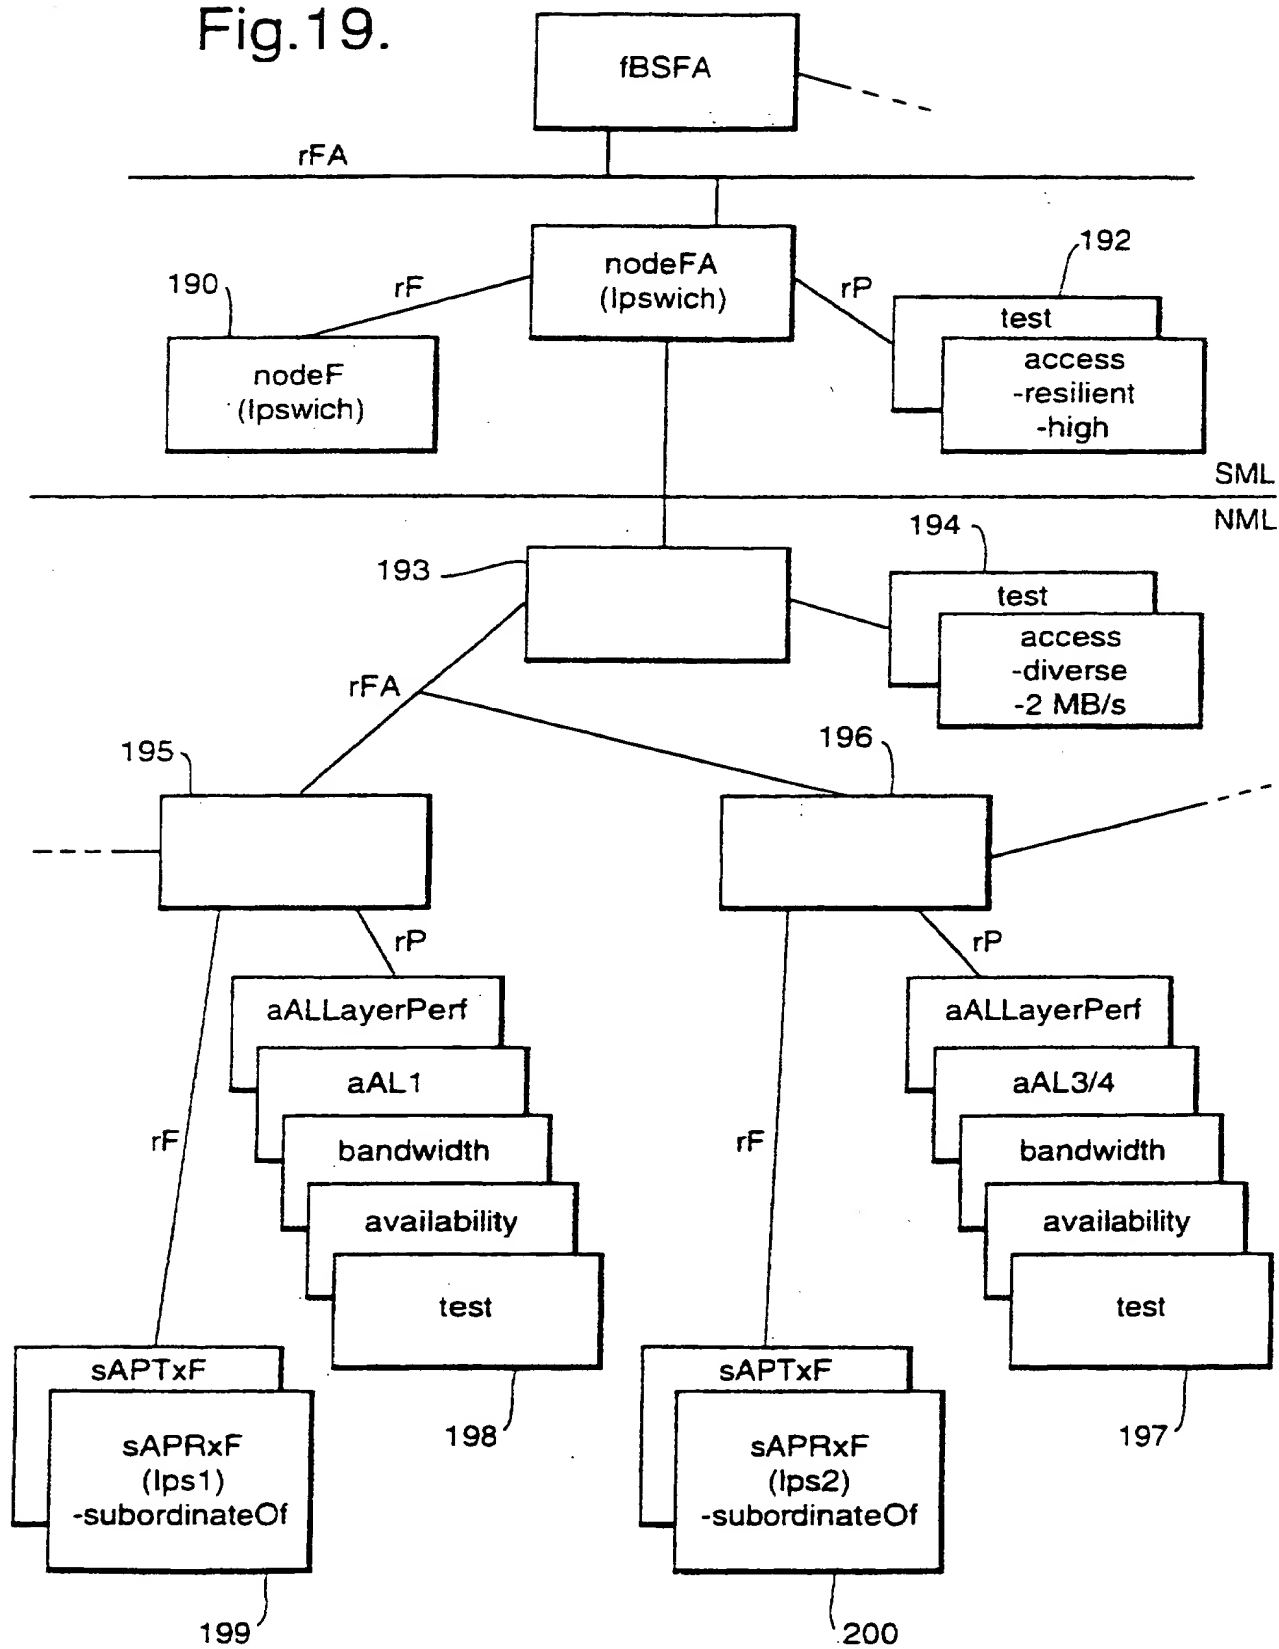 Fig.19.
fBSFA
rFA
192
190
rF
nodeFA
(Ipswich)
rP
test
access
-resilient
-high
nodeF
(Ipswich)
SML
NML
194
193
test
access
-diverse
-2 MB/s
rFA
195
196
rP
rP
aALLayerPerf
aALLayerPerf
aAL1
aAL3/4
rF
bandwidth
rF
bandwidth
availability
availability
test
test
sAPTxF
sAPTxF
198
197
sAPRxF
(Ips1)
-subordinateOf
sAPRxF
(Ips2)
-subordinateOf
199
200